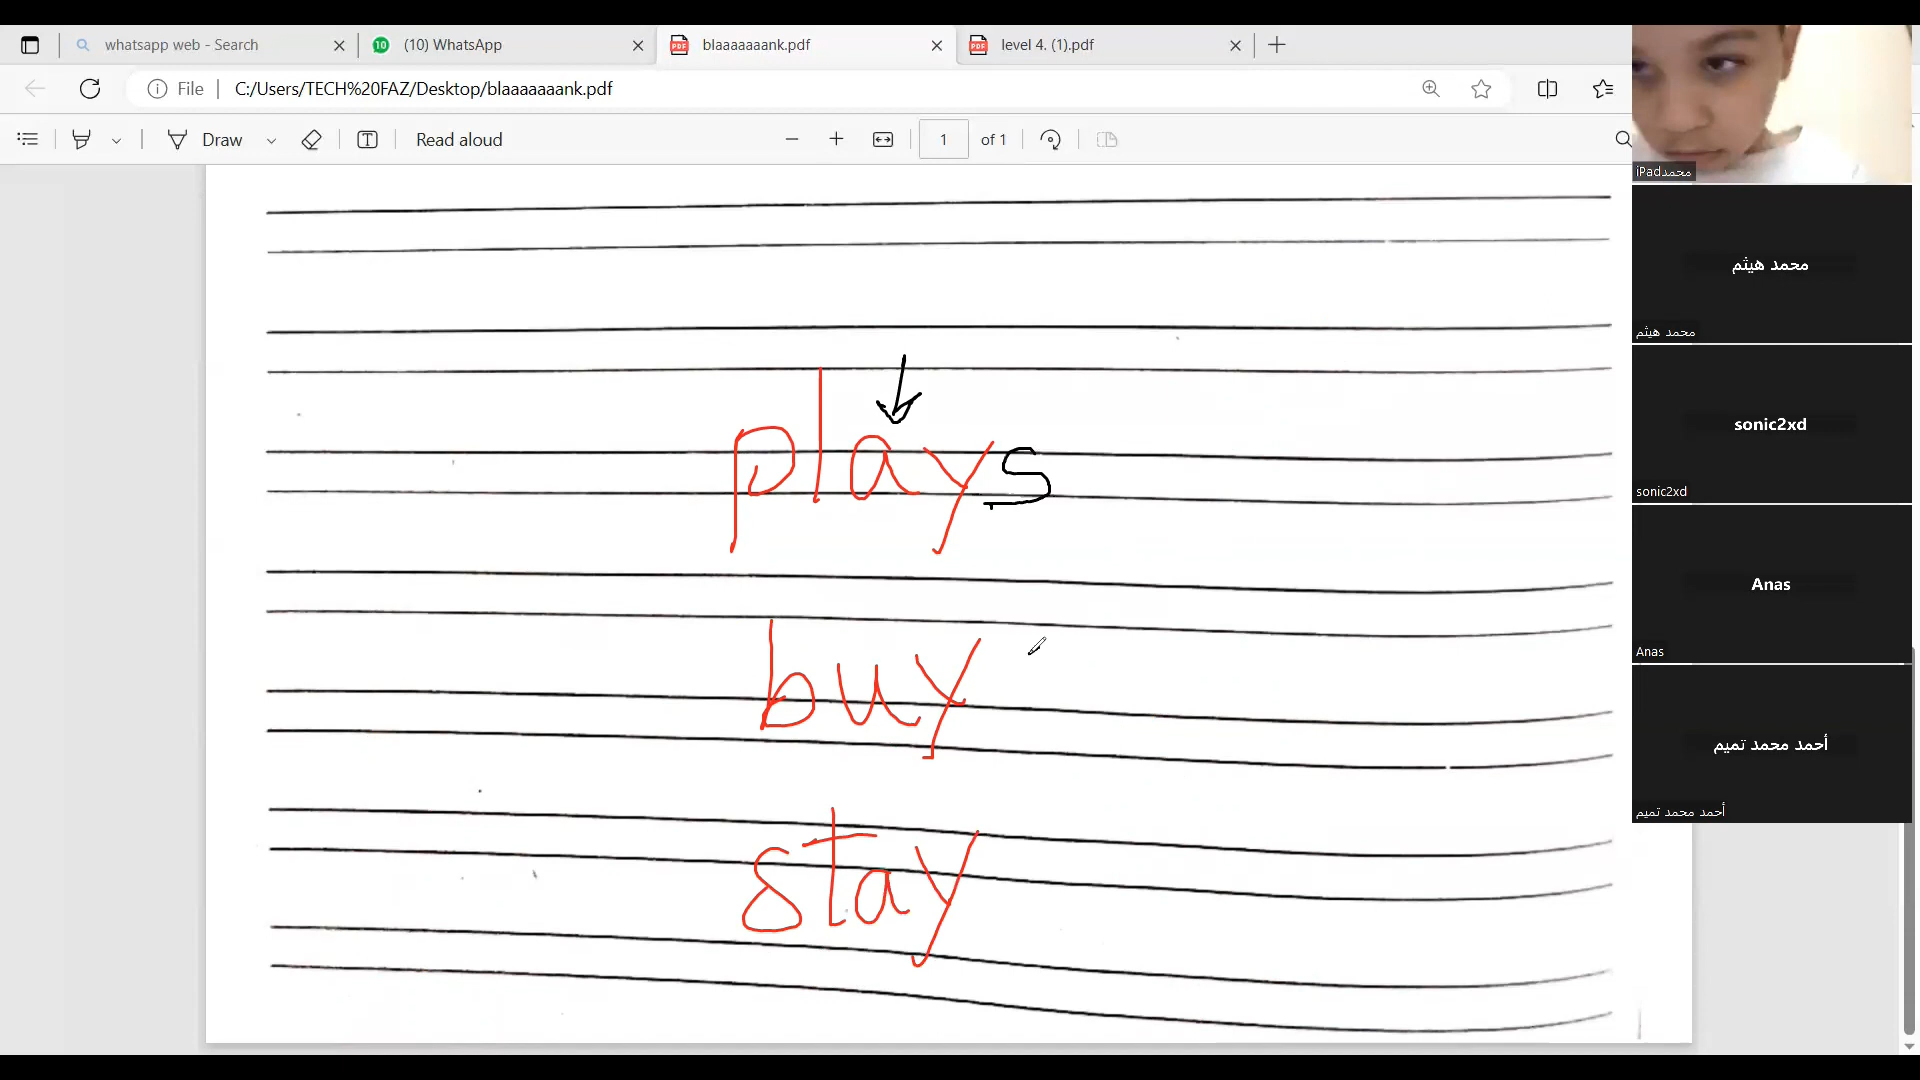 whatsapp web - Search
(10) WhatsApp
blaaaaaaank.pdf
level 4. (1).pdf
File
C:/Users/TECH%20FAZ/Desktop/blaaaaaaank.pdf
Draw
Read aloud
1 of 1
plays
buy
stay
iPadمحمد
محمد هيثم
محمد هيثم
sonic2xd
sonic2xd
Anas
Anas
أحمد محمد تميم
أحمد محمد تميم